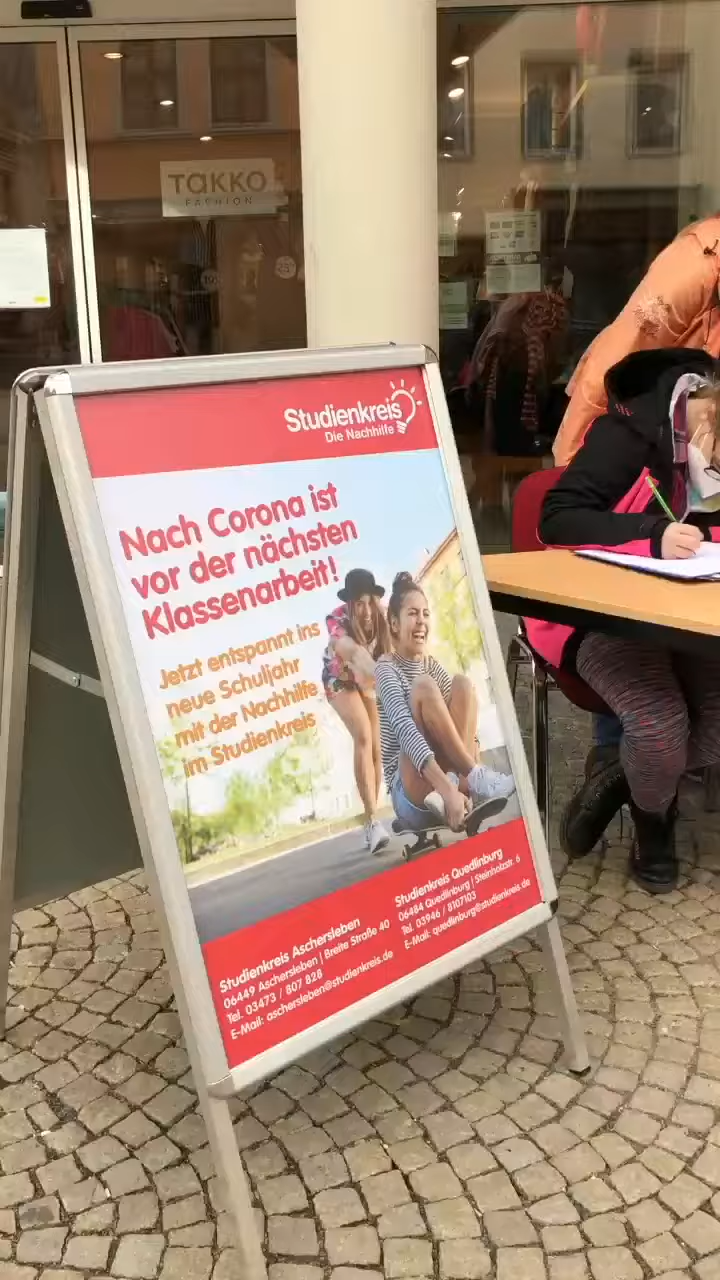 TAKKO
FASHION
Studienkreis
Die Nachhilfe
Nach Corona ist
vor der nächsten
Klassenarbeit!
Jetzt entspannt ins
neue Schuljahr
mit der Nachhilfe
im Studienkreis
Studienkreis Aschersleben
06449 Aschersleben | Breite Straße 40
Tel. 03473 / 807 828
E-Mail: aschersleben@studienkreis.de
Studienkreis Quedlinburg
06484 Quedlinburg | Steinholzstr. 6
Tel. 03946 / 8107103
E-Mail: quedlinburg@studienkreis.de